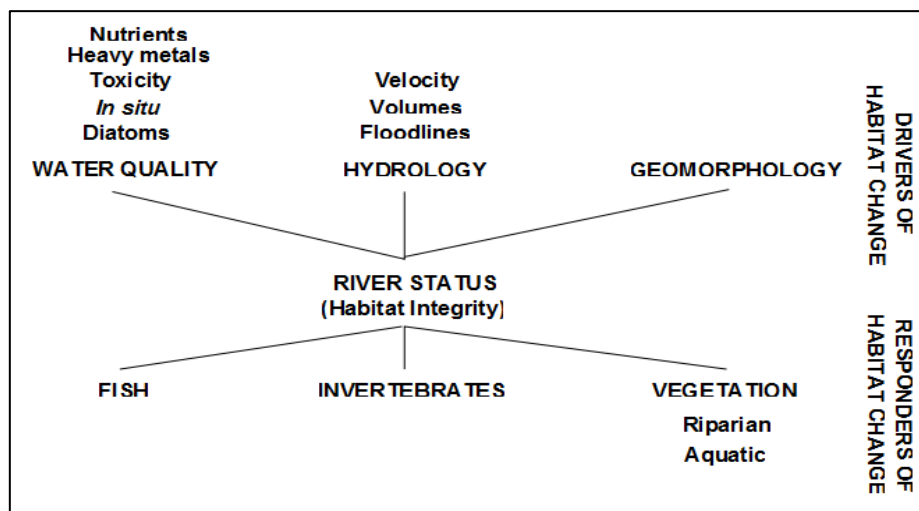 Nutrients
Heavy metals
Toxicity
In situ
Diatoms
WATER QUALITY
Velocity
Volumes
Floodlines
HYDROLOGY
GEOMORPHOLOGY
DRIVERS OF
HABITAT CHANGE
RIVER STATUS
(Habitat Integrity)
FISH
INVERTEBRATES
VEGETATION
Riparian
Aquatic
RESPONDERS OF
HABITAT CHANGE